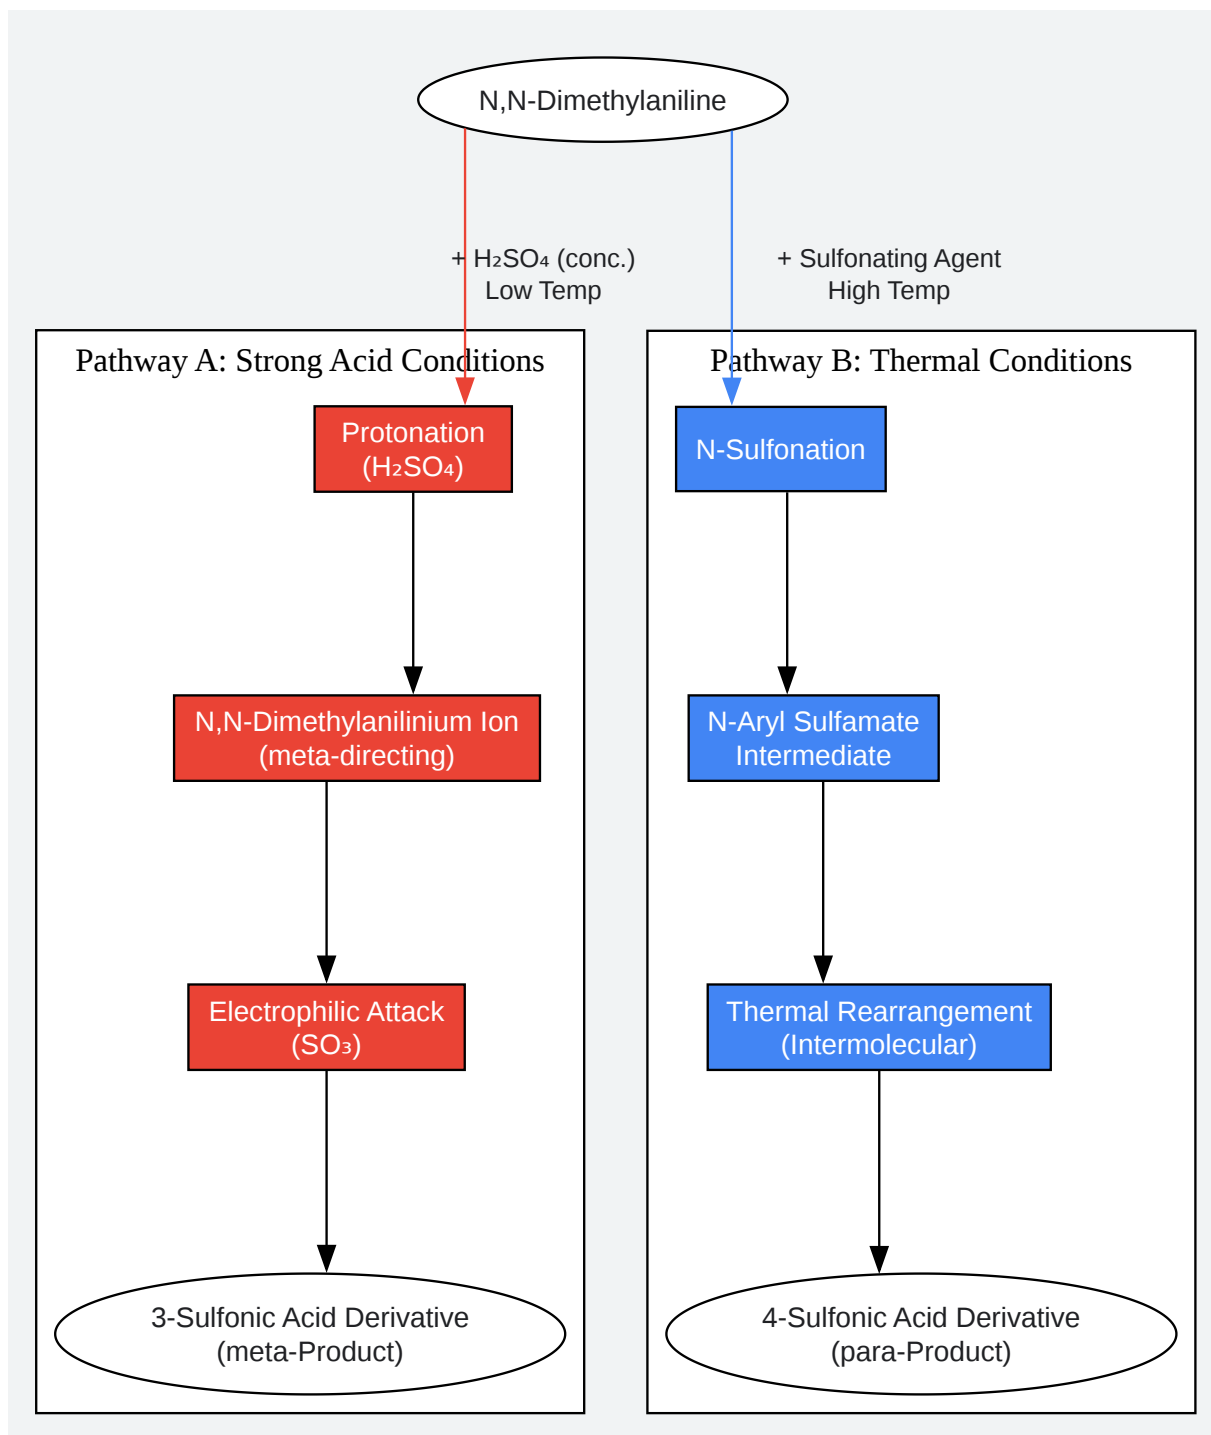 N,N-Dimethylaniline
+ H₂SO₄ (conc.)
Low Temp
+ Sulfonating Agent
High Temp
Pathway A: Strong Acid Conditions
Protonation
(H₂SO₄)
N,N-Dimethylanilinium Ion
(meta-directing)
Electrophilic Attack
(SO₃)
3-Sulfonic Acid Derivative
(meta-Product)
Pathway B: Thermal Conditions
N-Sulfonation
N-Aryl Sulfamate
Intermediate
Thermal Rearrangement
(Intermolecular)
4-Sulfonic Acid Derivative
(para-Product)